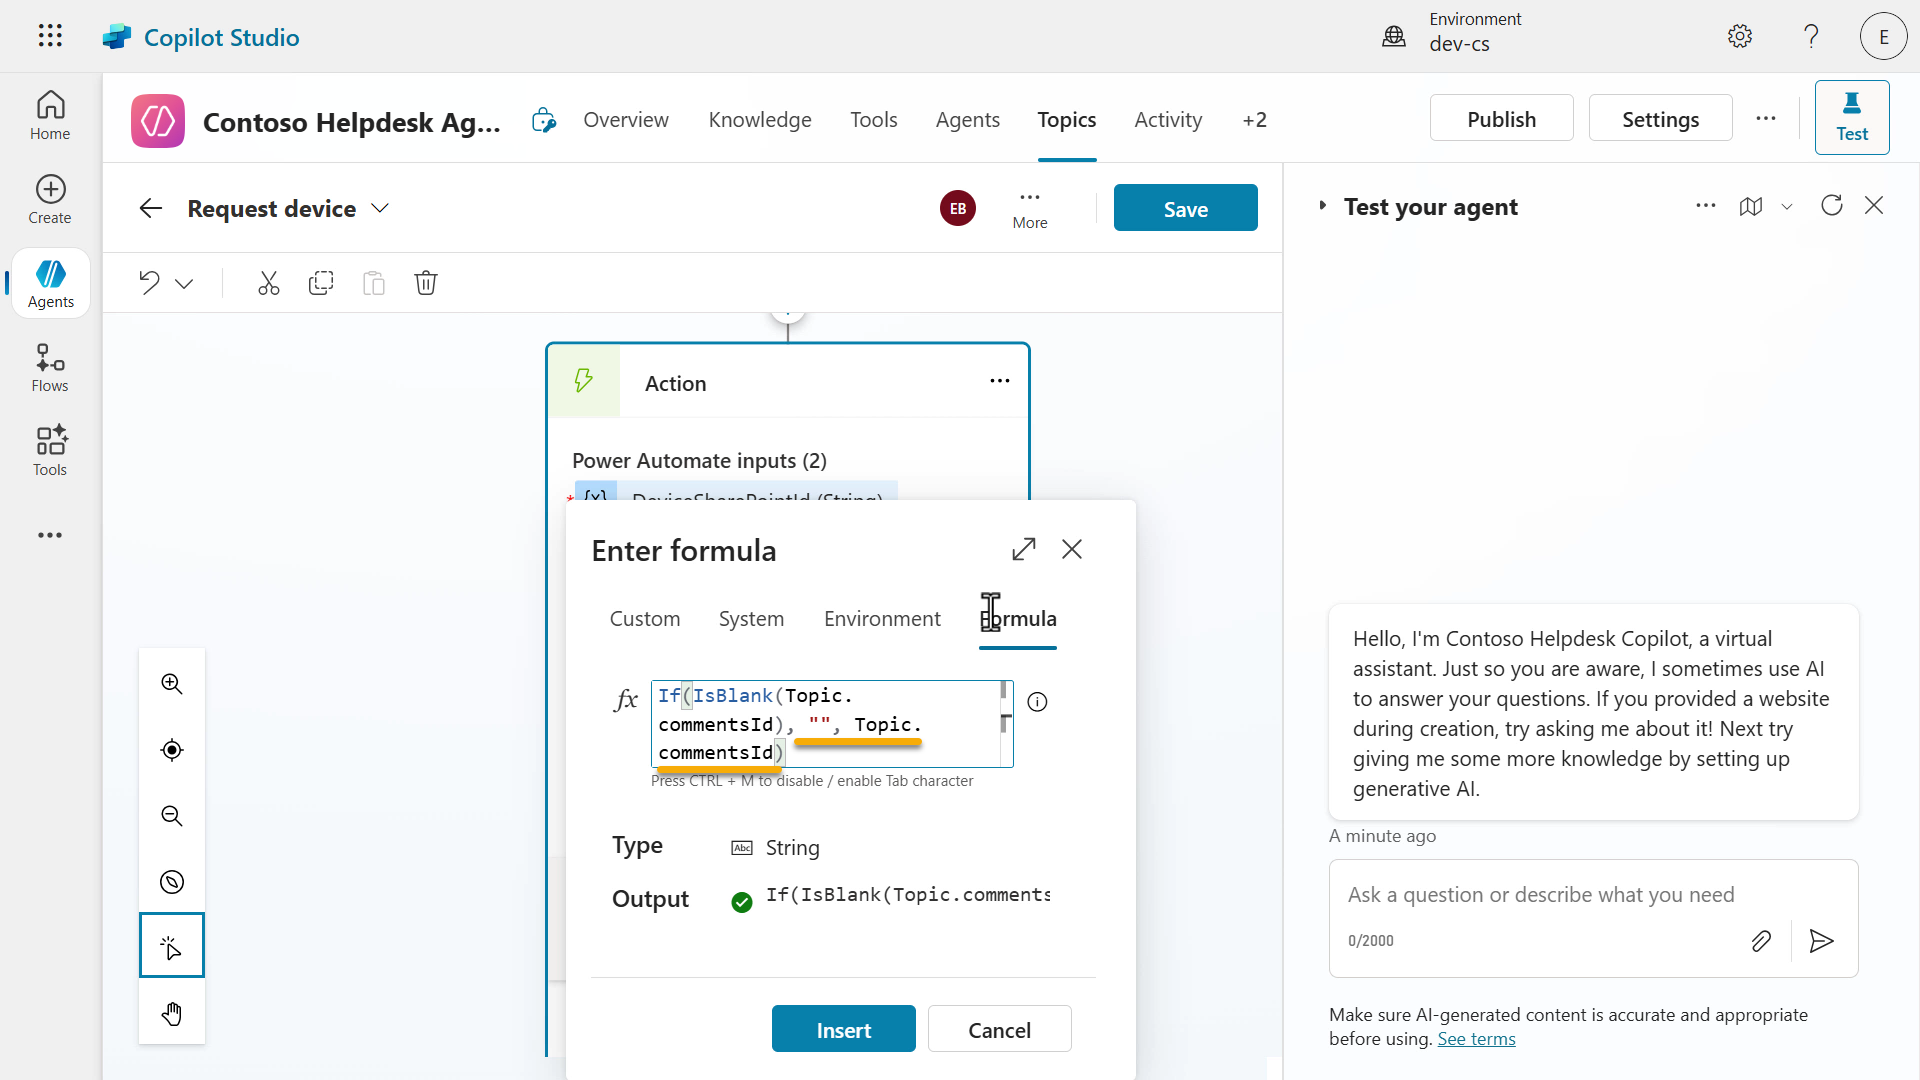 Copilot Studio
Environment
dev-cs
?
E
Home
Create
Agents
Flows
Tools
Contoso Helpdesk Ag...
Overview
Knowledge
Tools
Agents
Topics
Activity
+2
Publish
Settings
Test
Request device
EB
More
Save
Action
Power Automate inputs (2)
* {x} DeviceSharePointId (String)
Enter formula
Custom
System
Environment
Formula
fx
If(IsBlank(Topic.
commentsId), "", Topic.
commentsId)
Press CTRL + M to disable / enable Tab character
Type
Abc
String
Output
If(IsBlank(Topic.comments
Insert
Cancel
Test your agent
Hello, I'm Contoso Helpdesk Copilot, a virtual
assistant. Just so you are aware, I sometimes use AI
to answer your questions. If you provided a website
during creation, try asking me about it! Next try
giving me some more knowledge by setting up
generative AI.
A minute ago
Ask a question or describe what you need
0/2000
Make sure AI-generated content is accurate and appropriate
before using. See terms